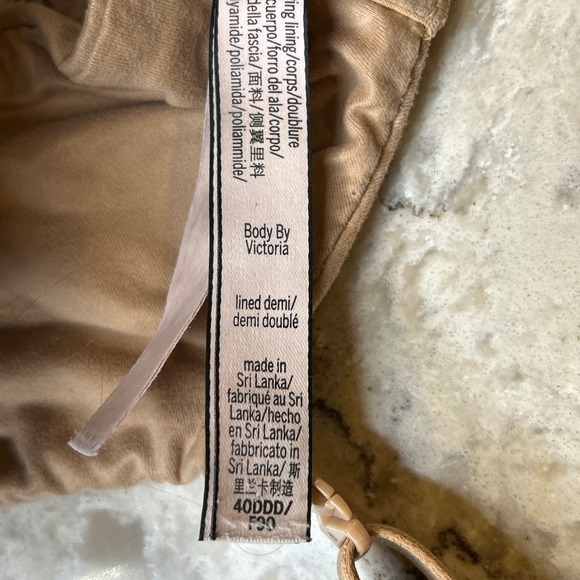 ing lining/corps/doublure
cuerpo/forro del ala/corpo/
della fascia/面料/侧翼里料
yamide/poliamida/poliammide/
Body By
Victoria
lined demi/
demi doublé
made in
Sri Lanka/
fabriqué au Sri
Lanka/hecho
en Sri Lanka/
fabbricato in
Sri Lanka/ 斯
里兰卡制造
40DDD/